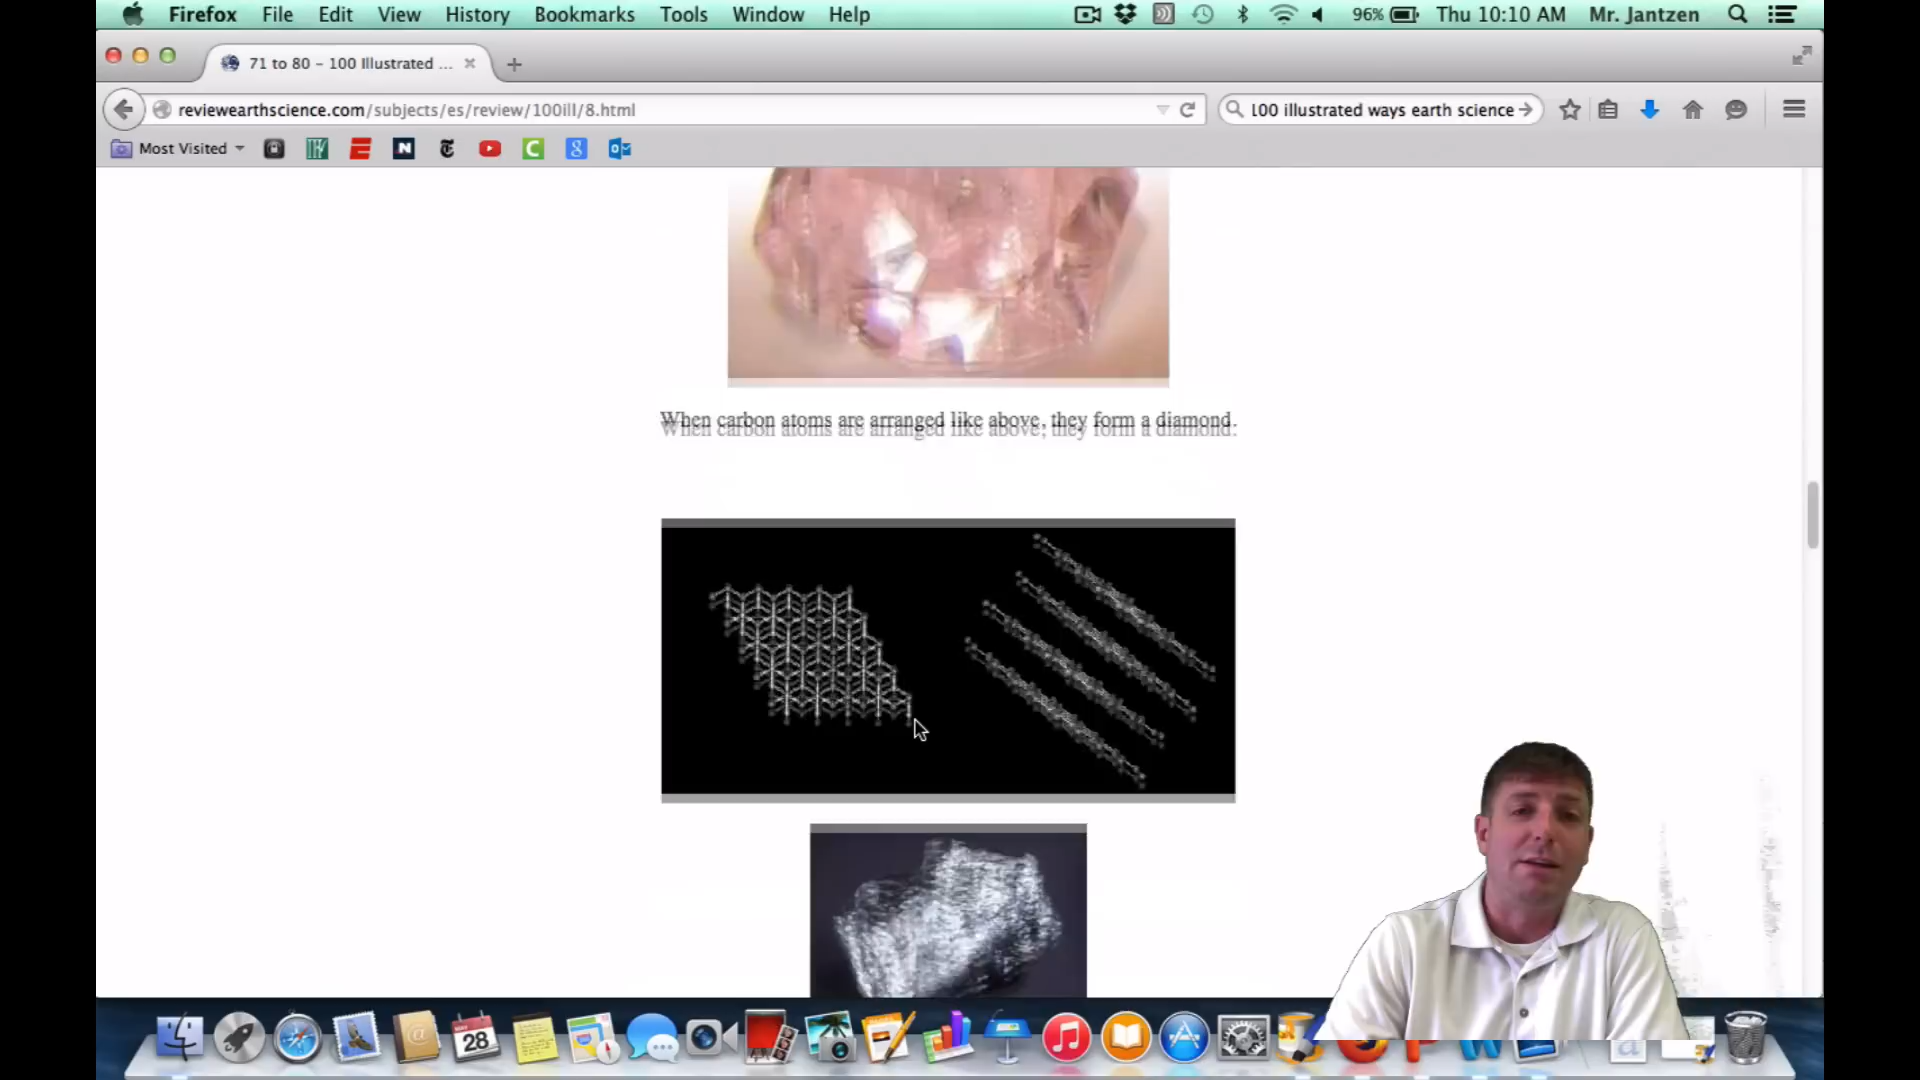 Firefox File Edit View History Bookmarks Tools Window Help 96% Thu 10:10 AM Mr. Jantzen
71 to 80 - 100 Illustrated ...
reviewearthscience.com/subjects/es/review/100ill/8.html
100 illustrated ways earth science
Most Visited
When carbon atoms are arranged like above, they form a diamond.
28